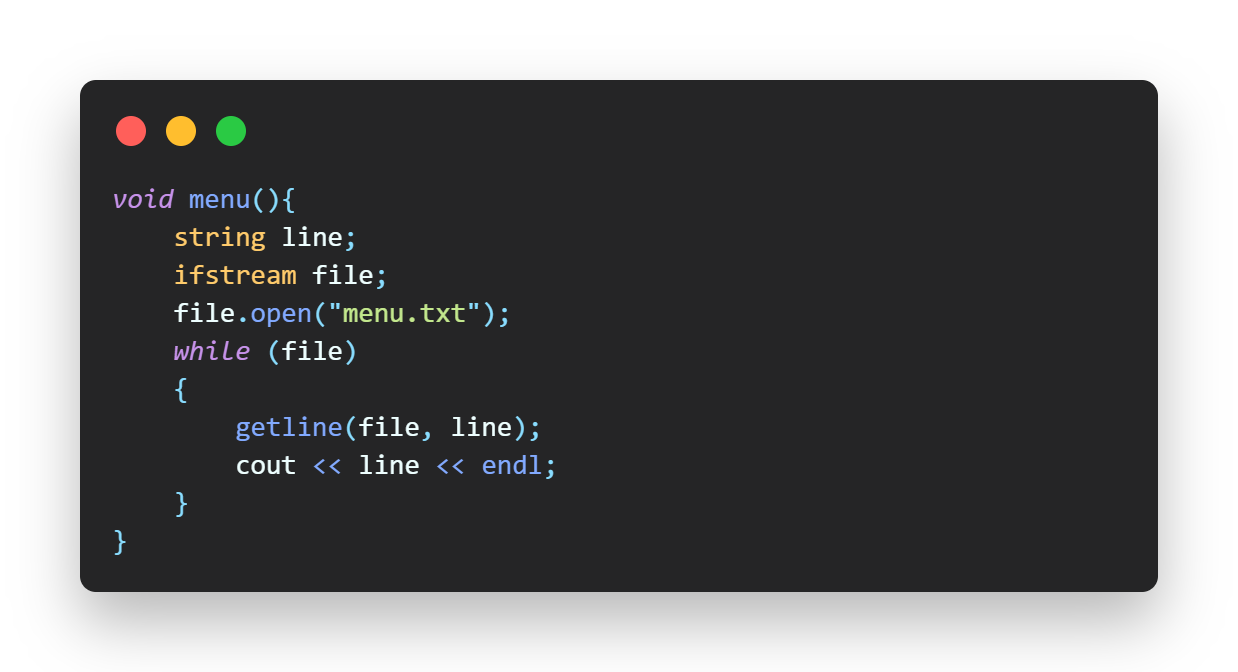 void menu(){
    string line;
    ifstream file;
    file.open("menu.txt");
    while (file)
    {
        getline(file, line);
        cout << line << endl;
    }
}